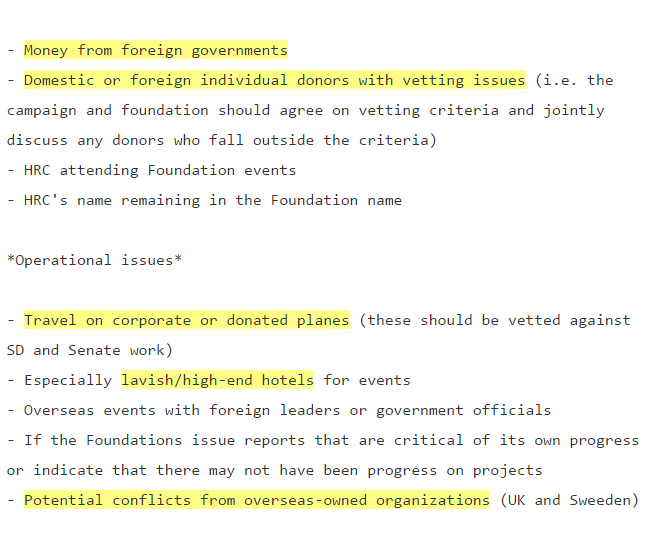 - Money from foreign governments
- Domestic or foreign individual donors with vetting issues (i.e. the
campaign and foundation should agree on vetting criteria and jointly
discuss any donors who fall outside the criteria)
- HRC attending Foundation events
- HRC's name remaining in the Foundation name
*Operational issues*
- Travel on corporate or donated planes (these should be vetted against
SD and Senate work)
- Especially lavish/high-end hotels for events
- Overseas events with foreign leaders or government officials
- If the Foundations issue reports that are critical of its own progress
or indicate that there may not have been progress on projects
- Potential conflicts from overseas-owned organizations (UK and Sweeden)